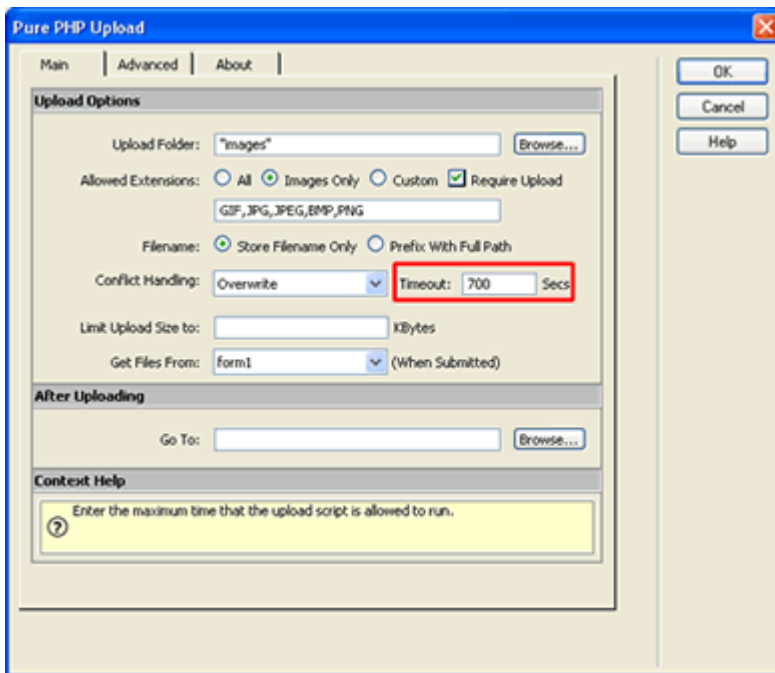 Pure PHP Upload
Main Advanced About
OK
Cancel
Help
Upload Options
Upload Folder: "images" Browse...
Allowed Extensions: All Images Only Custom Require Upload
GIF,JPG,JPEG,BMP,PNG
Filename: Store Filename Only Prefix With Full Path
Conflict Handling: Overwrite Timeout: 700 Secs
Limit Upload Size to: KBytes
Get Files From: form1 (When Submitted)
After Uploading
Go To: Browse...
Context Help
Enter the maximum time that the upload script is allowed to run.